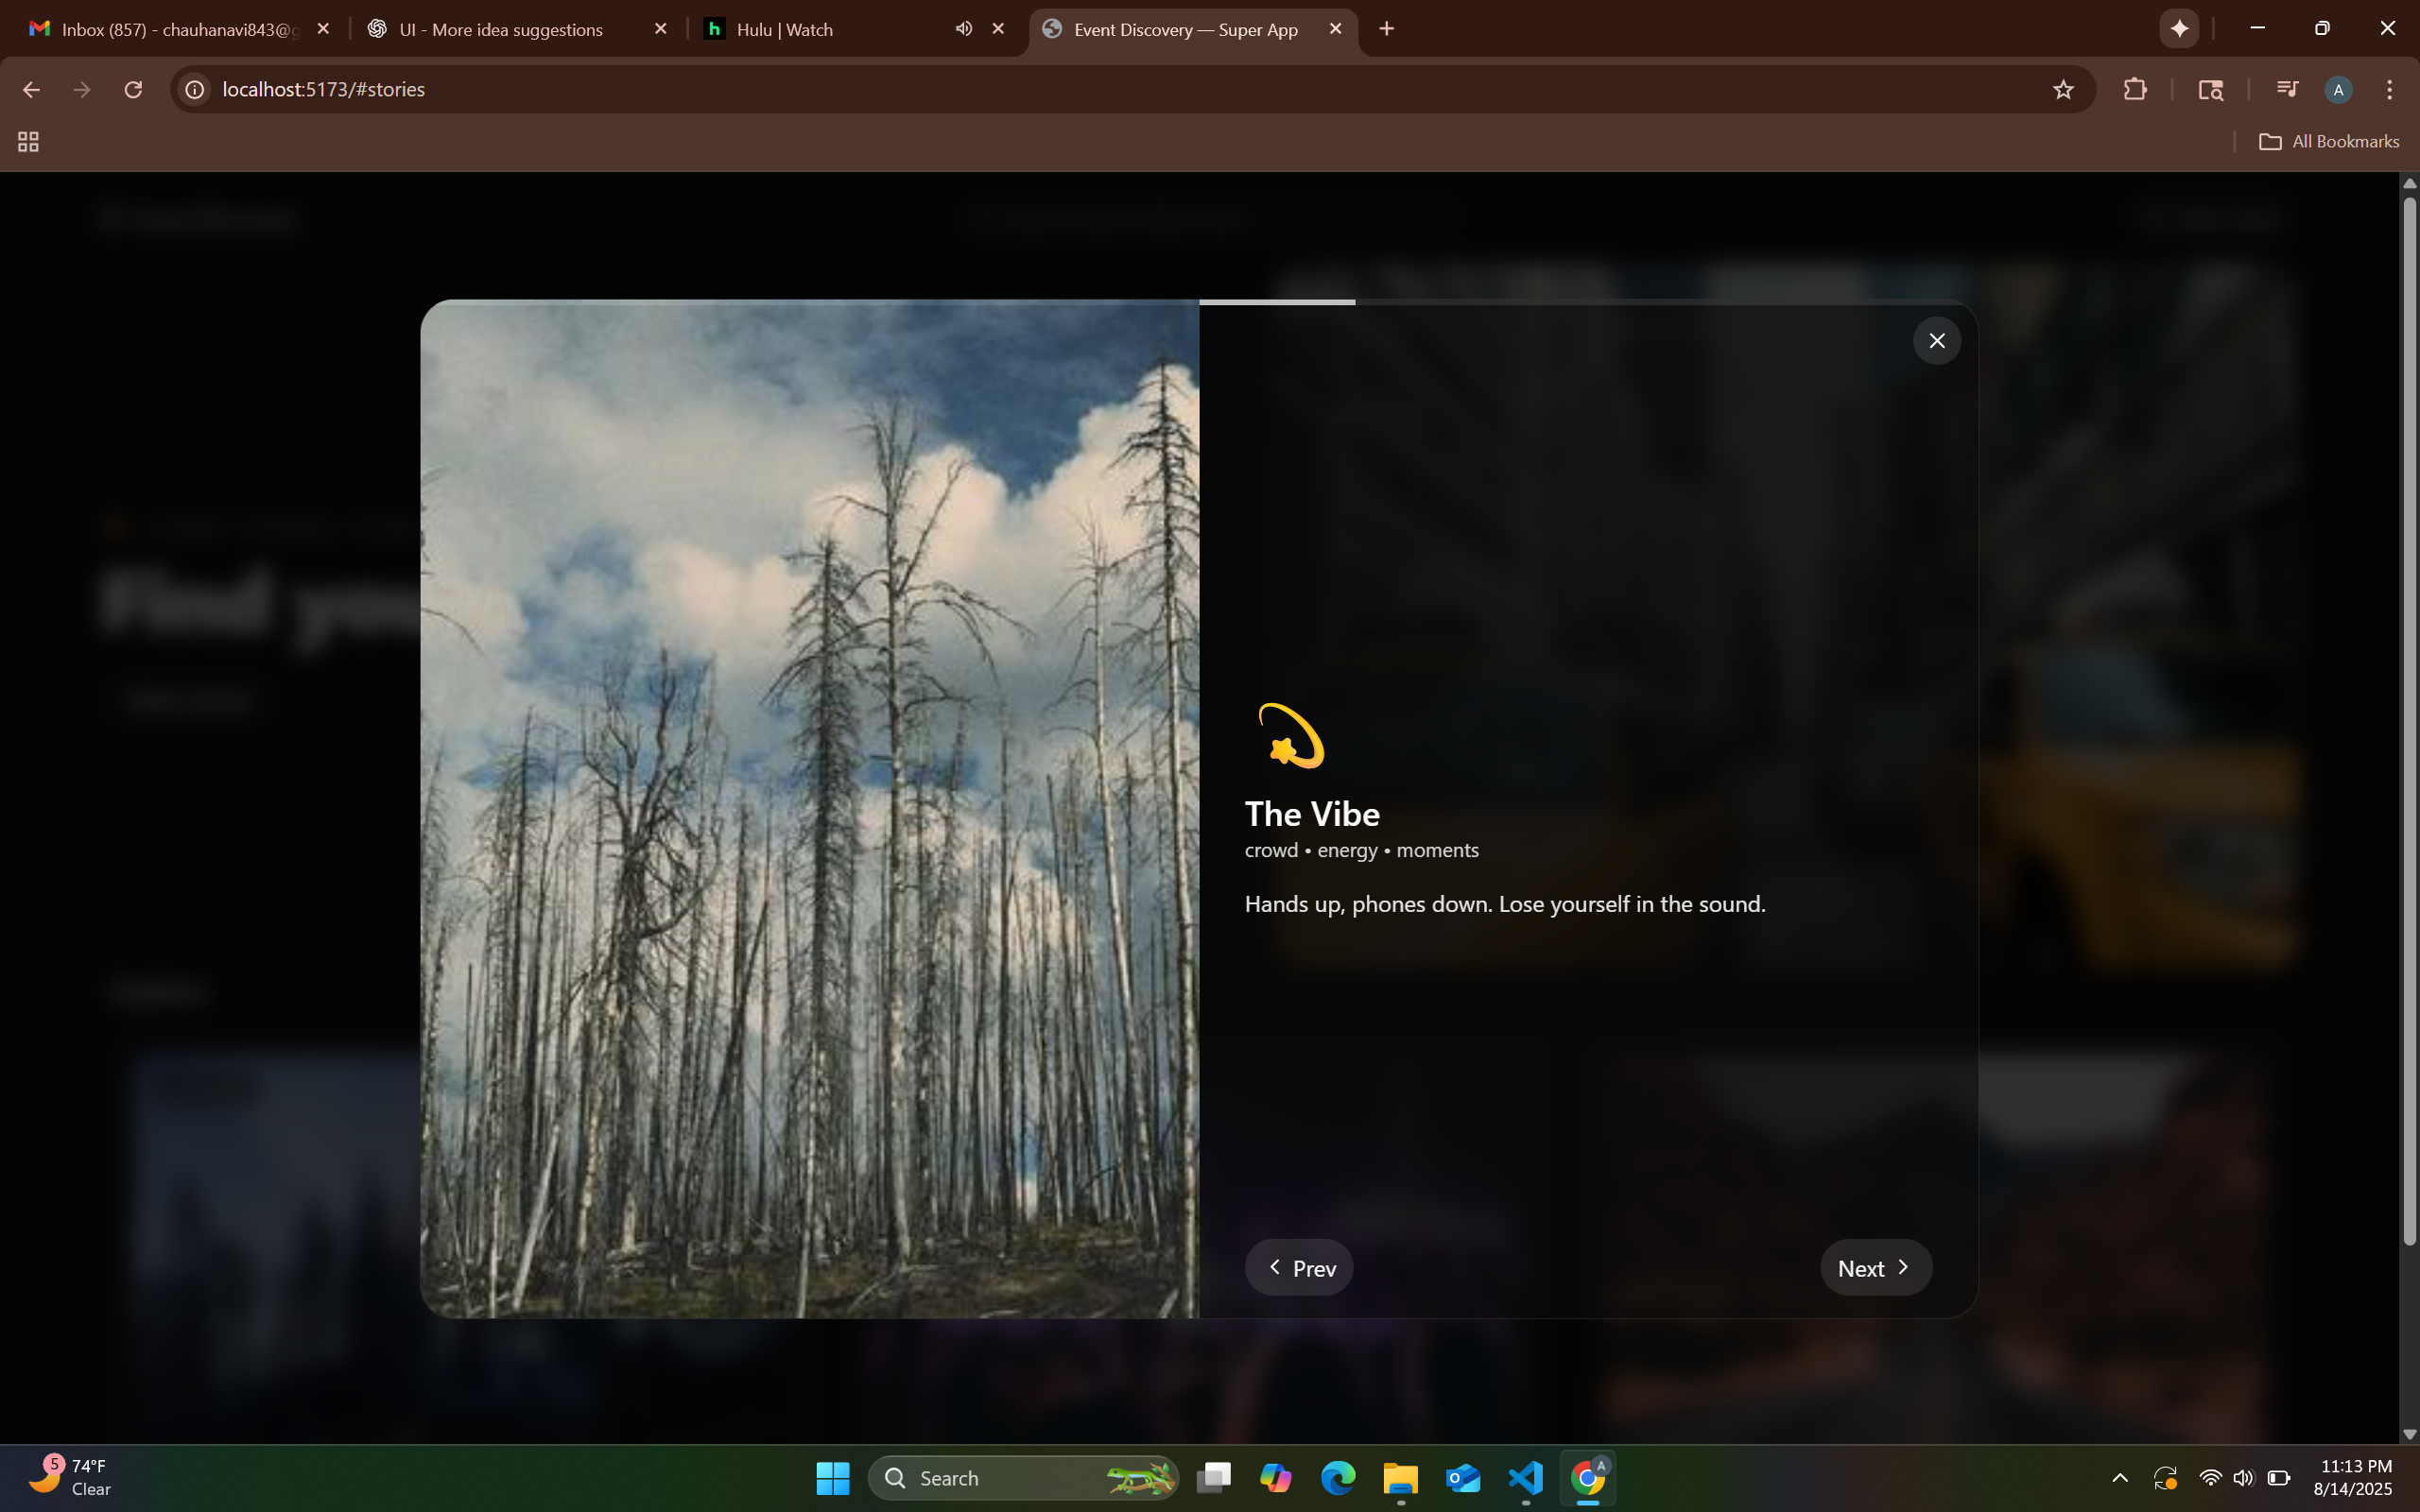 Inbox (857) - chauhanavi843@g
UI - More idea suggestions
Hulu | Watch
Event Discovery — Super App
localhost:5173/#stories
A
All Bookmarks
Find you
The Vibe
crowd • energy • moments
Hands up, phones down. Lose yourself in the sound.
Prev
Next
5
74°F
Clear
Search
A
11:13 PM
8/14/2025